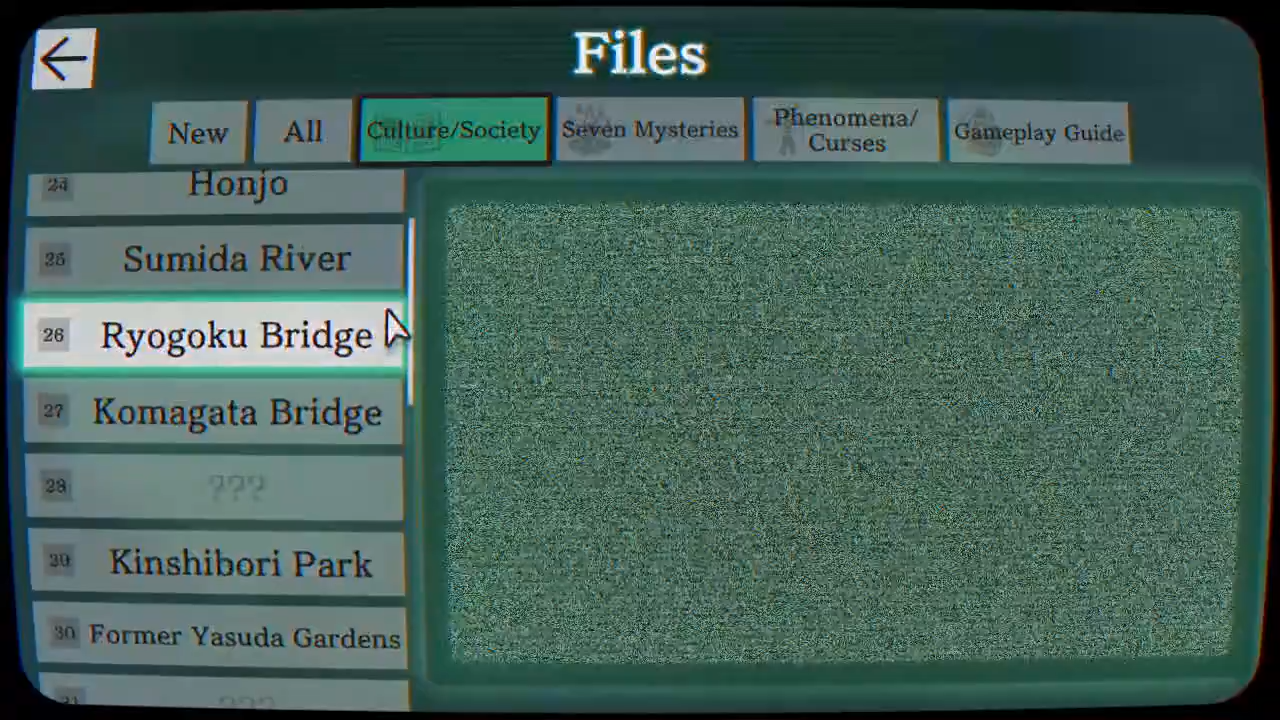 Files
New
All
Culture/Society
Seven Mysteries
Phenomena/
Curses
Gameplay Guide
24 Honjo
25 Sumida River
26 Ryogoku Bridge
27 Komagata Bridge
28 ???
Kinshibori Park
30 Former Yasuda Gardens
31 ???